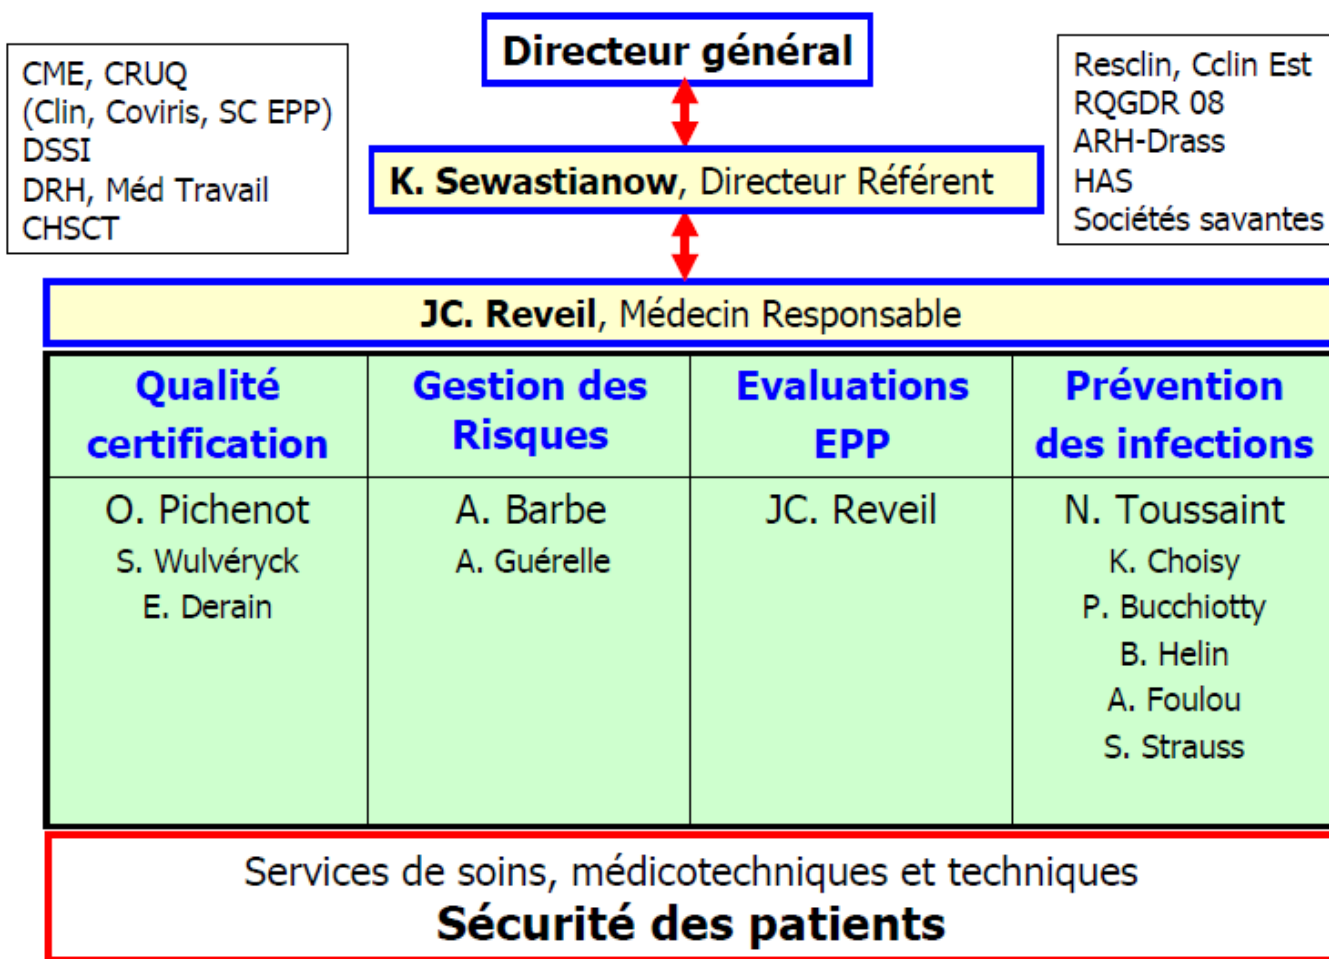 Directeur général
CME, CRUQ
(Clin, Coviris, SC EPP)
DSSI
DRH, Méd Travail
CHSCT
Resclin, Cclin Est
RQGDR 08
ARH-Drass
HAS
Sociétés savantes
K. Sewastianow, Directeur Référent
JC. Reveil, Médecin Responsable
Qualité
certification
O. Pichenot
S. Wulvéryck
E. Derain
Gestion des
Risques
A. Barbe
A. Guérelle
Evaluations
EPP
JC. Reveil
Prévention
des infections
N. Toussaint
K. Choisy
P. Bucchiotty
B. Helin
A. Foulou
S. Strauss
Services de soins, médicotechniques et techniques
Sécurité des patients